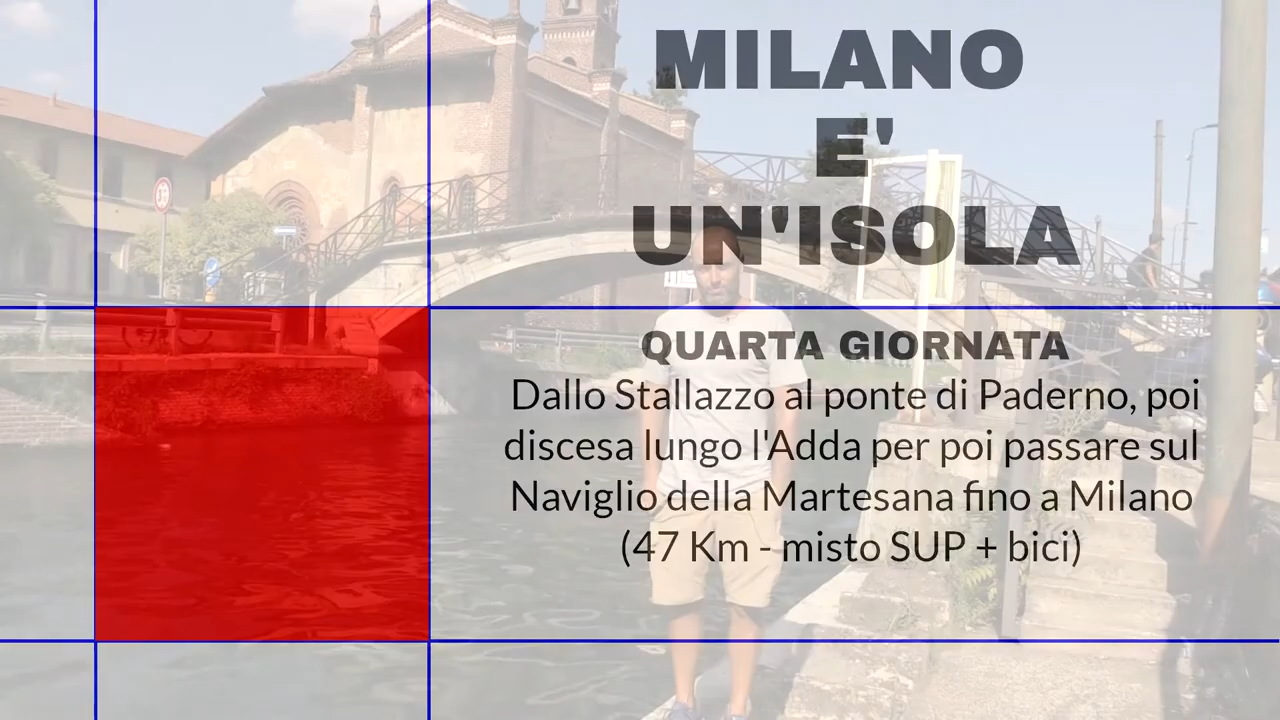 MILANO
E'
UN'ISOLA
QUARTA GIORNATA
Dallo Stallazzo al ponte di Paderno, poi
discesa lungo l'Adda per poi passare sul
Naviglio della Martesana fino a Milano
(47 Km - misto SUP + bici)